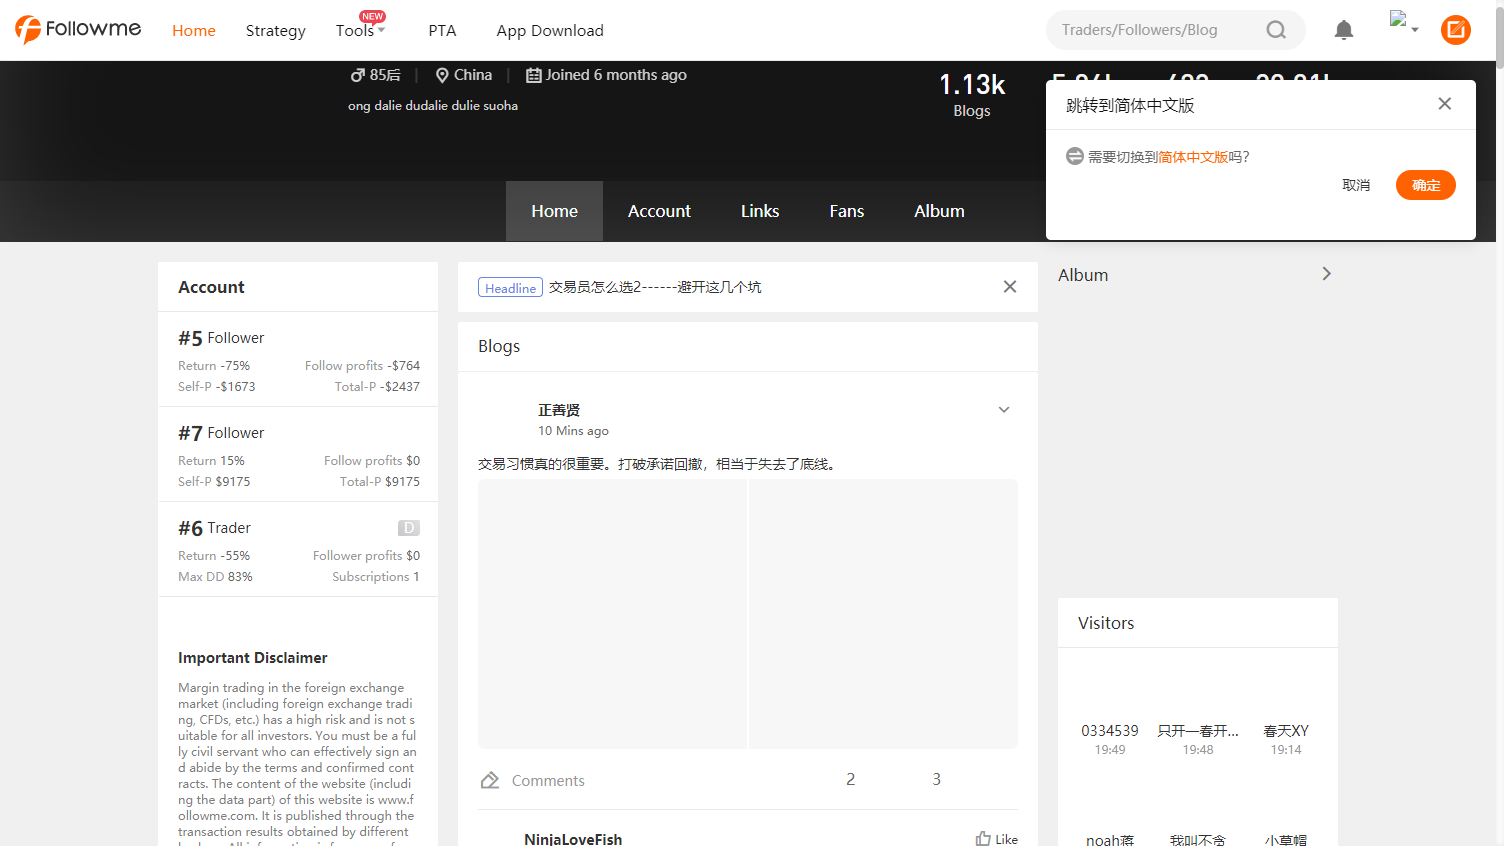 Followme
Home
Strategy
Tools
NEW
PTA
App Download
Traders/Followers/Blog
85后
China
Joined 6 months ago
ong dalie dudalie dulie suoha
1.13k
Blogs
跳转到简体中文版
需要切换到简体中文版吗?
取消
确定
Home
Account
Links
Fans
Album
Account
#5 Follower
Return -75%
Follow profits -$764
Self-P -$1673
Total-P -$2437
#7 Follower
Return 15%
Follow profits $0
Self-P $9175
Total-P $9175
#6 Trader
D
Return -55%
Follower profits $0
Max DD 83%
Subscriptions 1
Important Disclaimer
Margin trading in the foreign exchange
market (including foreign exchange tradi
ng, CFDs, etc.) has a high risk and is not s
uitable for all investors. You must be a ful
ly civil servant who can effectively sign an
d abide by the terms and confirmed cont
racts. The content of the website (includi
ng the data part) of this website is www.f
ollowme.com. It is published through the
transaction results obtained by different
Headline
交易员怎么选2------避开这几个坑
Blogs
正善贤
10 Mins ago
交易习惯真的很重要。打破承诺回撤，相当于失去了底线。
Comments
2
3
NinjaLoveFish
Like
Album
Visitors
0334539
19:49
只开一春开...
19:48
春天XY
19:14
noah蒋
我叫不贪
小草帽